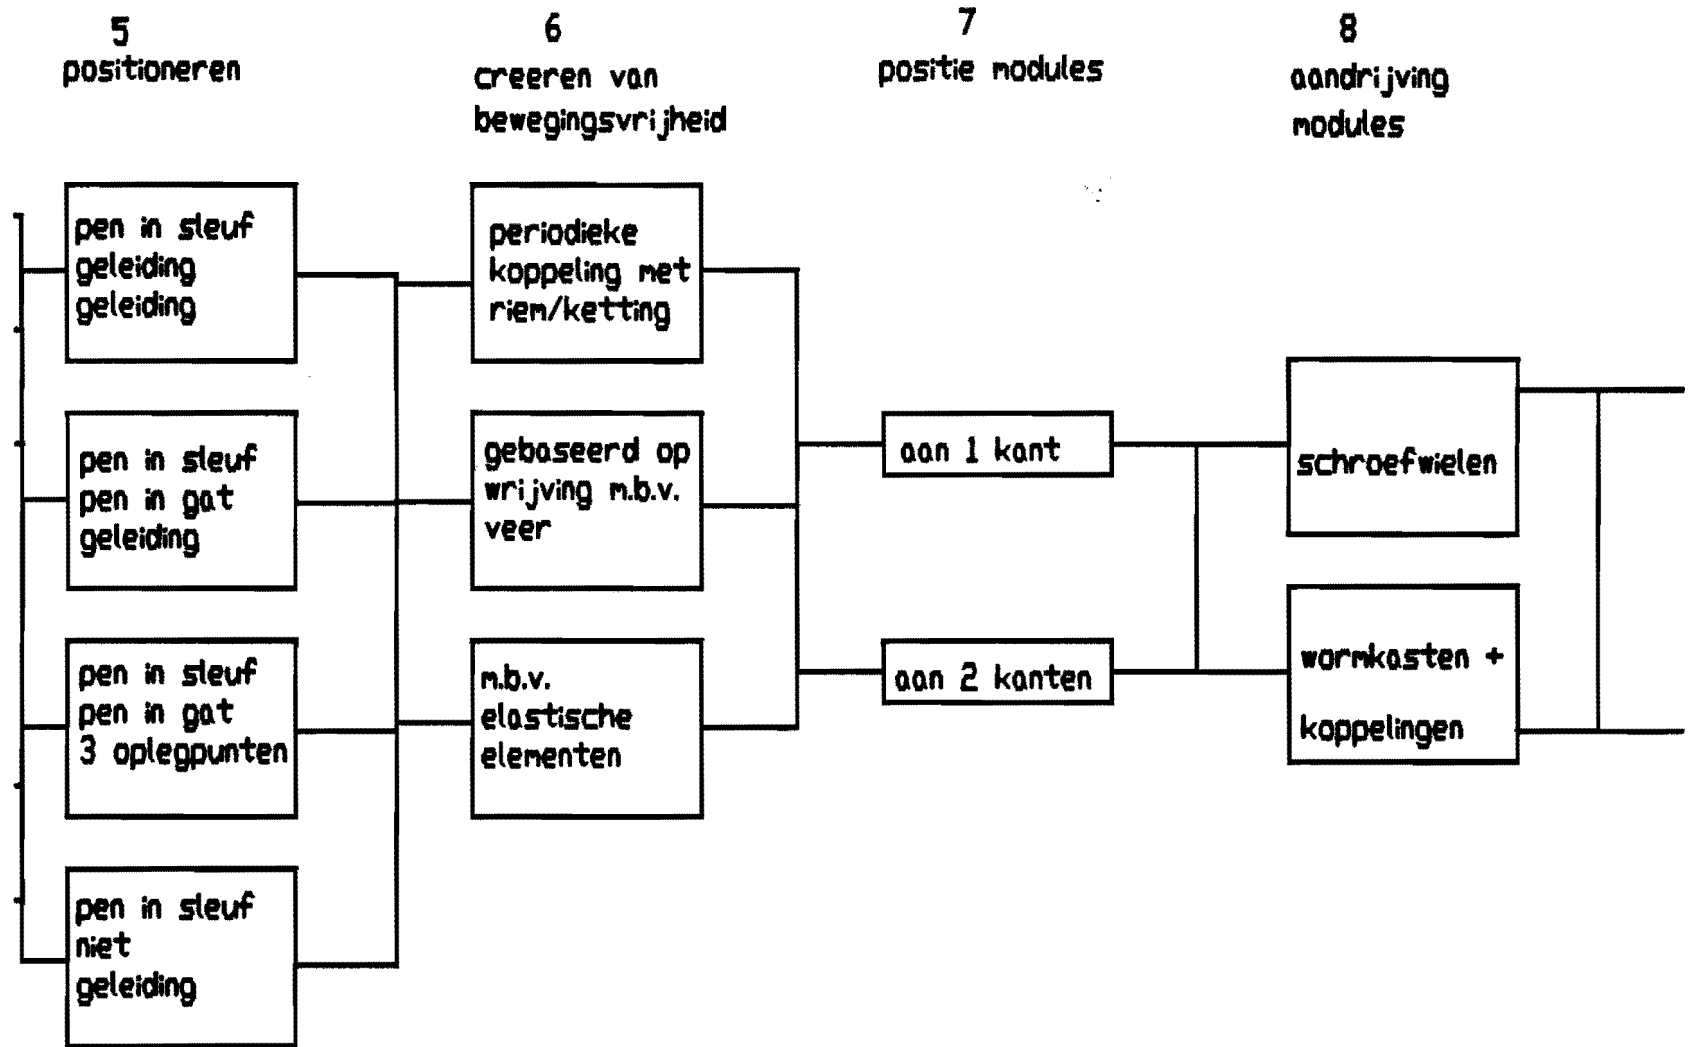 5
positioneren
6
creeren van
bewegingsvrijheid
7
positie modules
8
aandrijving
modules
pen in sleuf
geleiding
geleiding
pen in sleuf
pen in gat
geleiding
pen in sleuf
pen in gat
3 oplegpunten
pen in sleuf
niet
geleiding
periodieke
koppeling met
riem/ketting
gebaseerd op
wrijving m.b.v.
veer
m.b.v.
elastische
elementen
aan 1 kant
aan 2 kanten
schroefwielen
wormkasten +
koppelingen